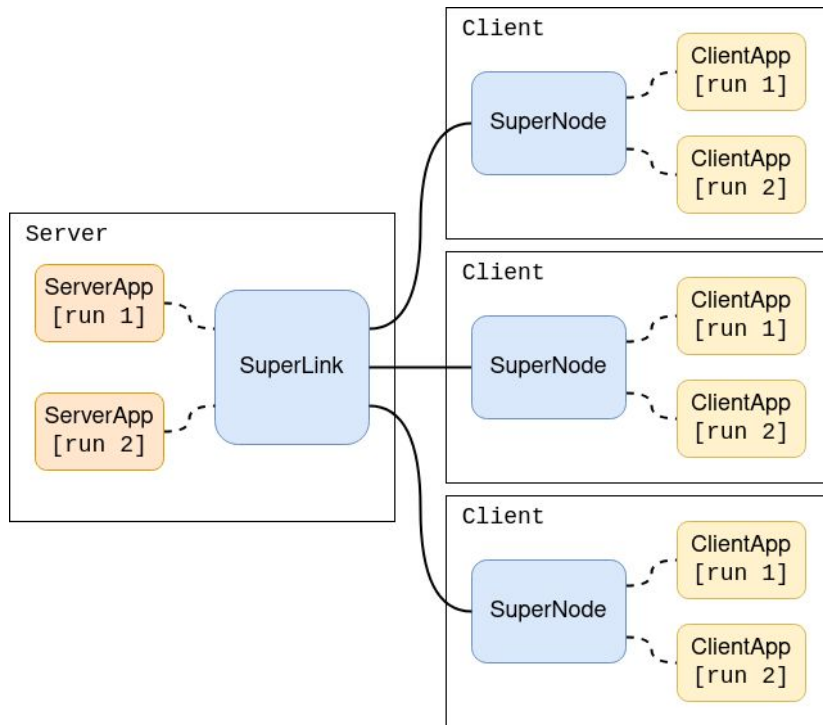 Server
ServerApp
[run 1]
ServerApp
[run 2]
SuperLink
Client
SuperNode
ClientApp
[run 1]
ClientApp
[run 2]
Client
SuperNode
ClientApp
[run 1]
ClientApp
[run 2]
Client
SuperNode
ClientApp
[run 1]
ClientApp
[run 2]